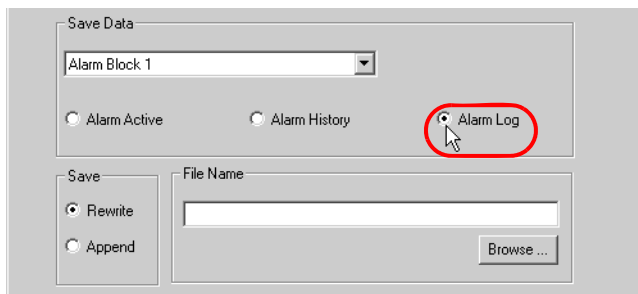 Save Data
Alarm Block 1
Alarm Active Alarm History Alarm Log
Save
Rewrite
Append
File Name
Browse ...